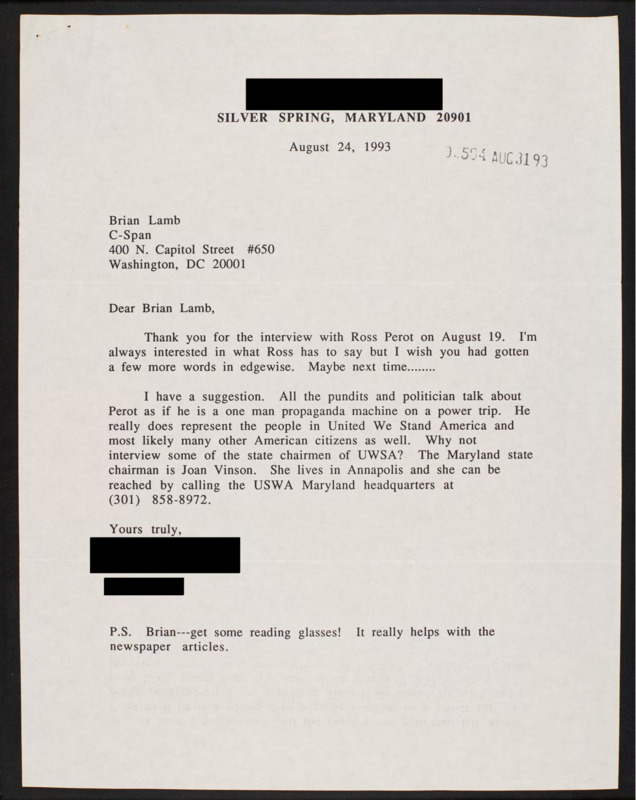 SILVER SPRING, MARYLAND 20901
August 24, 1993
AUG 31 93
Brian Lamb
C-Span
400 N. Capitol Street #650
Washington, DC 20001
Dear Brian Lamb,
Thank you for the interview with Ross Perot on August 19. I'm
always interested in what Ross has to say but I wish you had gotten
a few more words in edgewise. Maybe next time........
I have a suggestion. All the pundits and politician talk about
Perot as if he is a one man propaganda machine on a power trip. He
really does represent the people in United We Stand America and
most likely many other American citizens as well. Why not
interview some of the state chairmen of UWSA? The Maryland state
chairman is Joan Vinson. She lives in Annapolis and she can be
reached by calling the USWA Maryland headquarters at
(301) 858-8972.
Yours truly,
P.S. Brian---get some reading glasses! It really helps with the
newspaper articles.